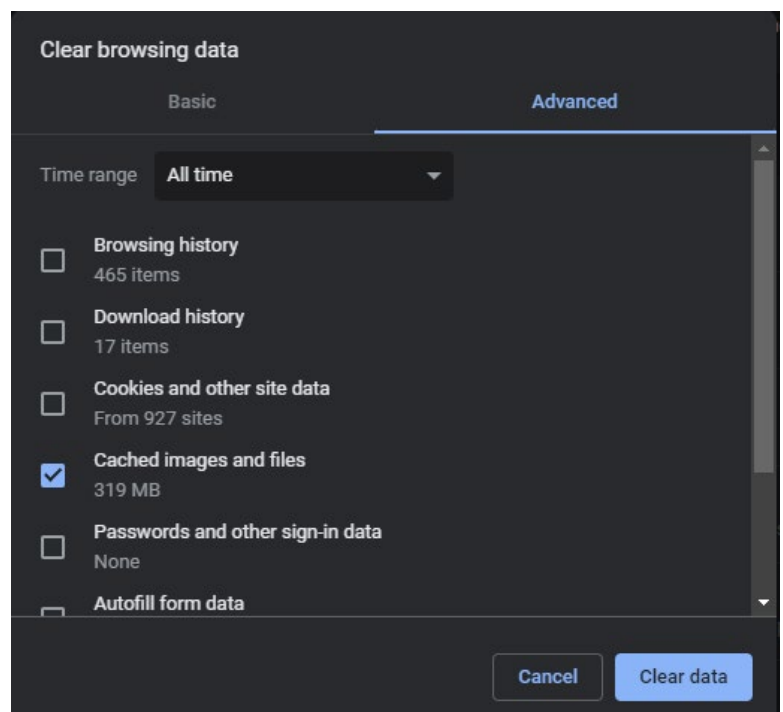 Clear browsing data
Basic
Advanced
Time range
All time
Browsing history
465 items
Download history
17 items
Cookies and other site data
From 927 sites
Cached images and files
319 MB
Passwords and other sign-in data
None
Autofill form data
Cancel
Clear data